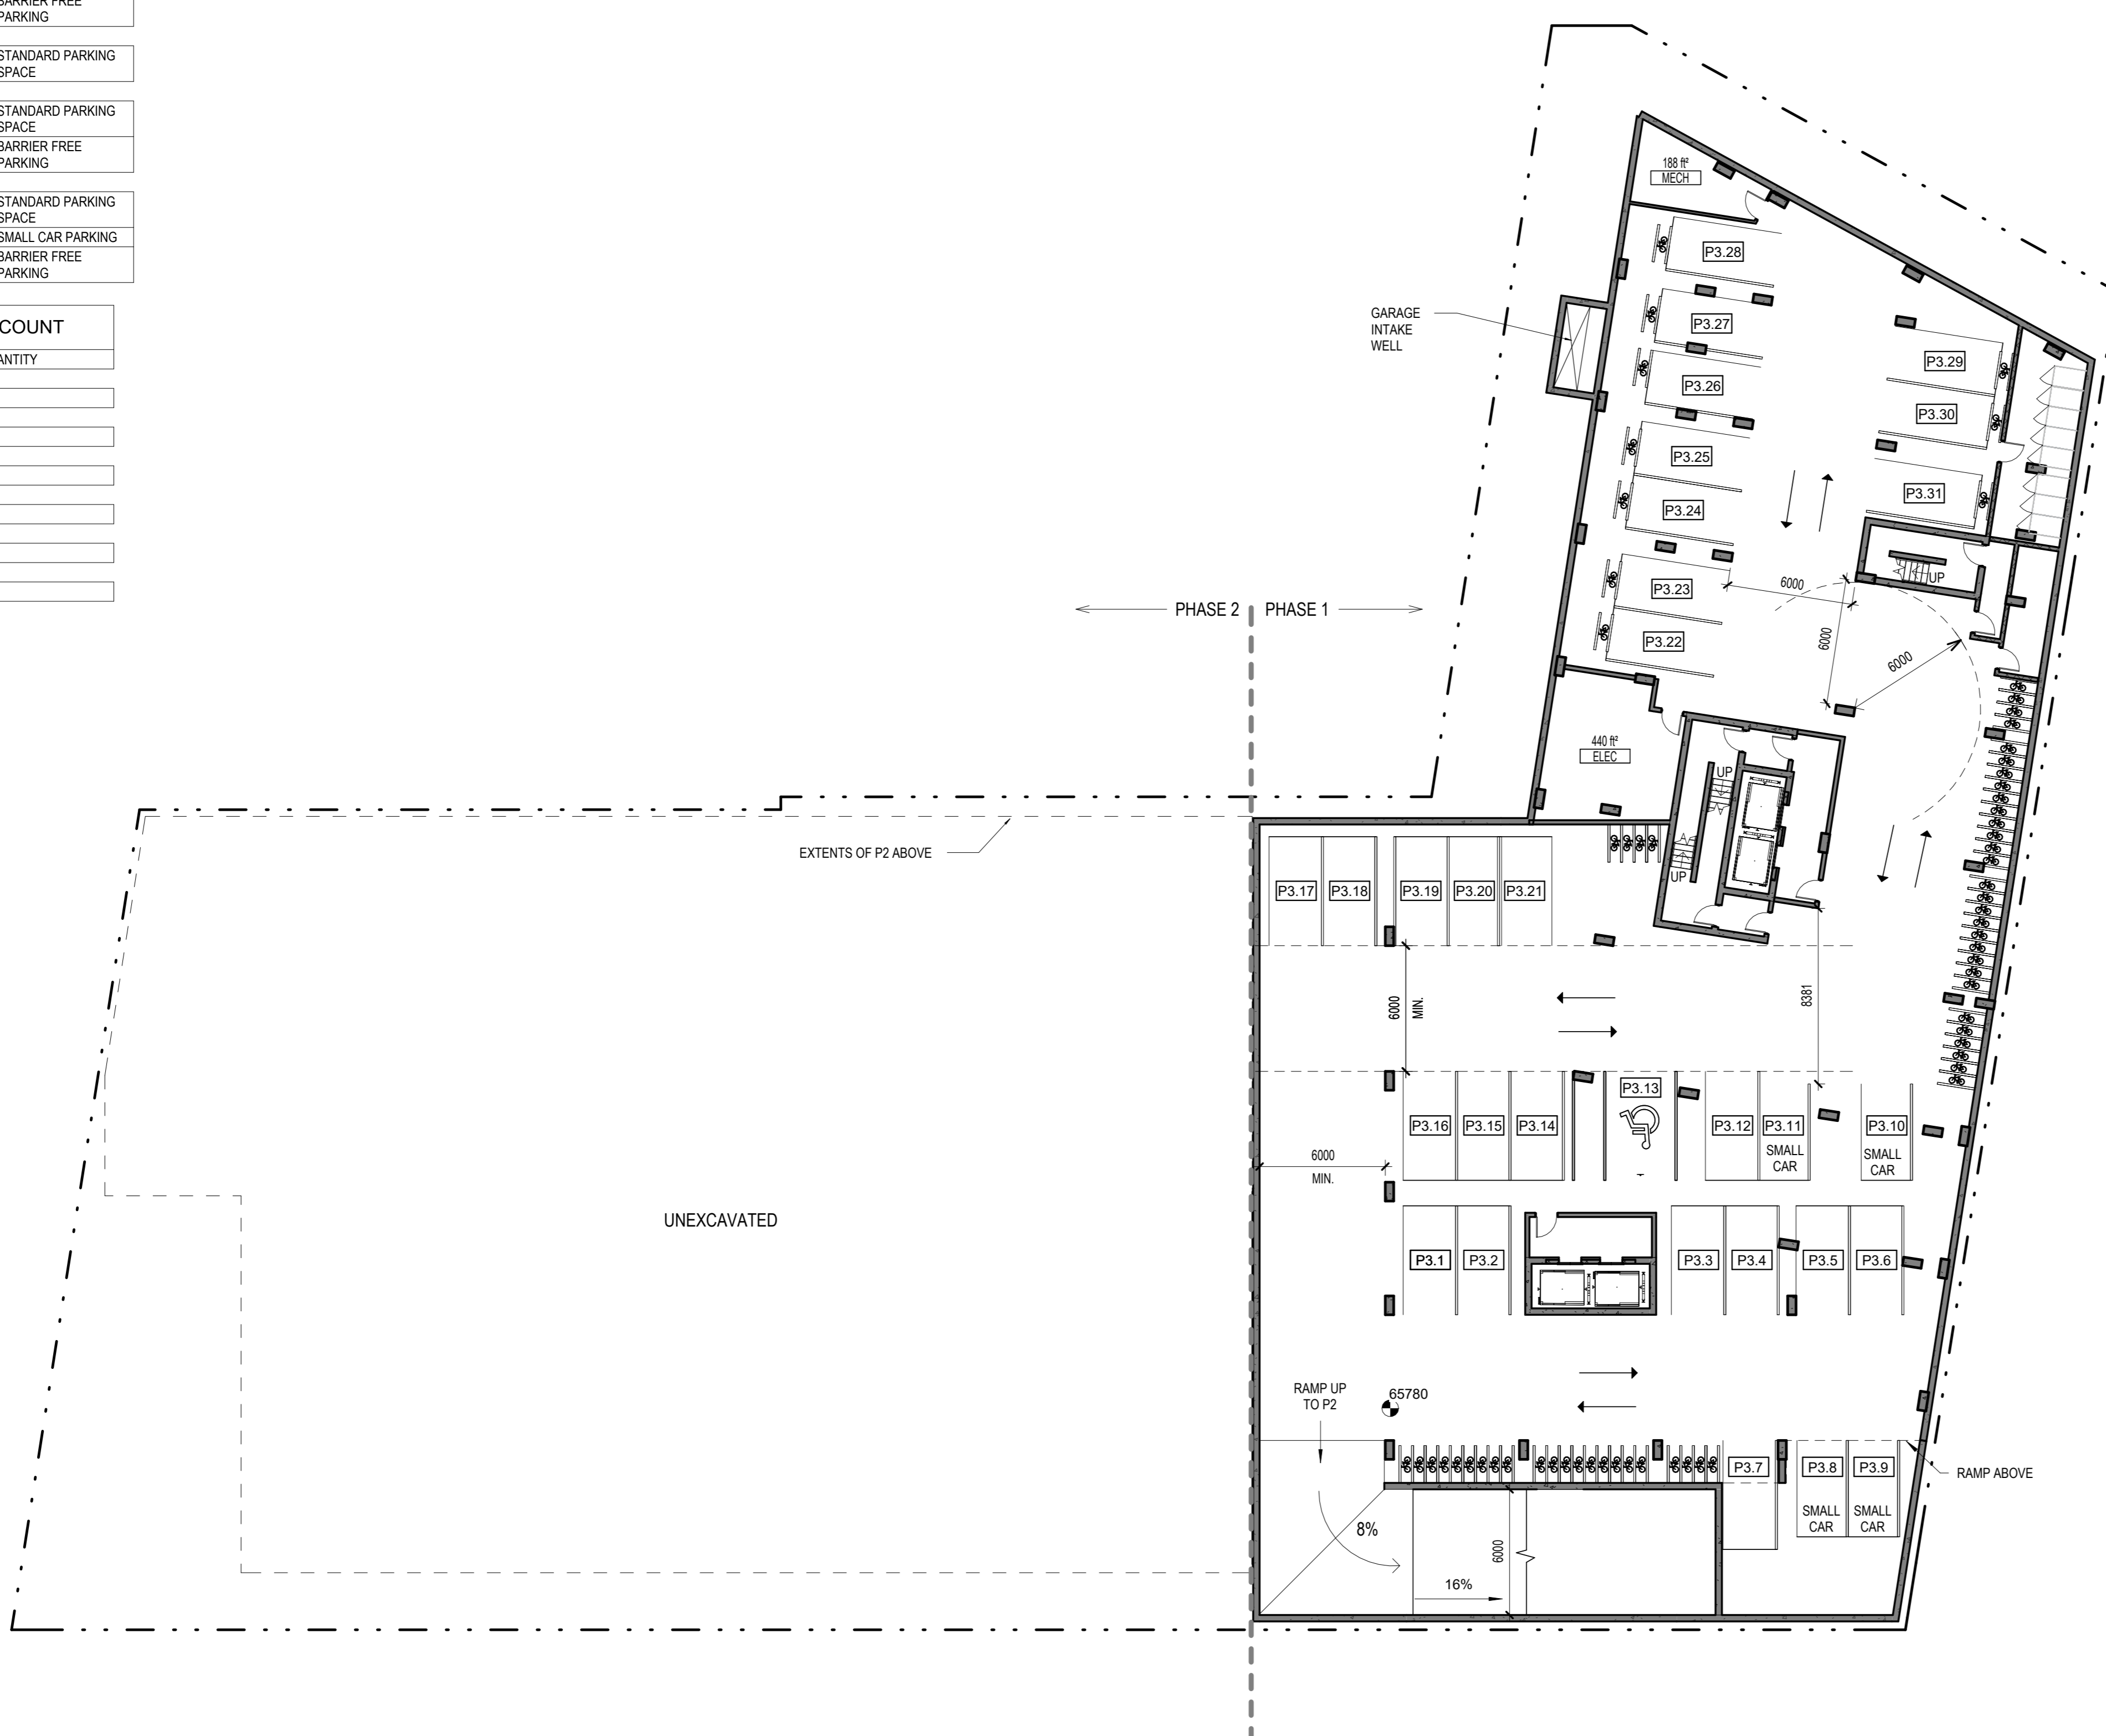 BARRIER FREE
PARKING
STANDARD PARKING
SPACE
STANDARD PARKING
SPACE
BARRIER FREE
PARKING
STANDARD PARKING
SPACE
SMALL CAR PARKING
BARRIER FREE
PARKING
COUNT
ANTITY
188 ft²
MECH
P3.28
GARAGE
INTAKE
WELL
P3.27
P3.26
P3.25
P3.24
P3.23
P3.22
P3.29
P3.30
P3.31
UP
6000
6000
6000
PHASE 2
PHASE 1
440 ft²
ELEC
UP
UP
EXTENTS OF P2 ABOVE
P3.17
P3.18
P3.19
P3.20
P3.21
6000
MIN.
8381
P3.13
P3.16
P3.15
P3.14
P3.12
P3.11
SMALL
CAR
P3.10
SMALL
CAR
6000
MIN.
UNEXCAVATED
P3.1
P3.2
P3.3
P3.4
P3.5
P3.6
RAMP UP
TO P2
65780
P3.7
P3.8
SMALL
CAR
P3.9
SMALL
CAR
RAMP ABOVE
8%
6000
16%